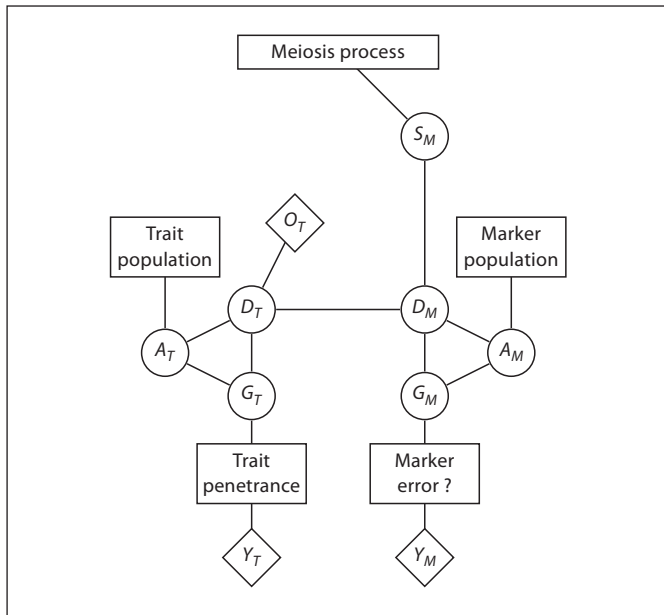 Meiosis process
S_M
O_T
Trait
population
Marker
population
D_T
D_M
A_T
A_M
G_T
G_M
Trait
penetrance
Marker
error ?
Y_T
Y_M